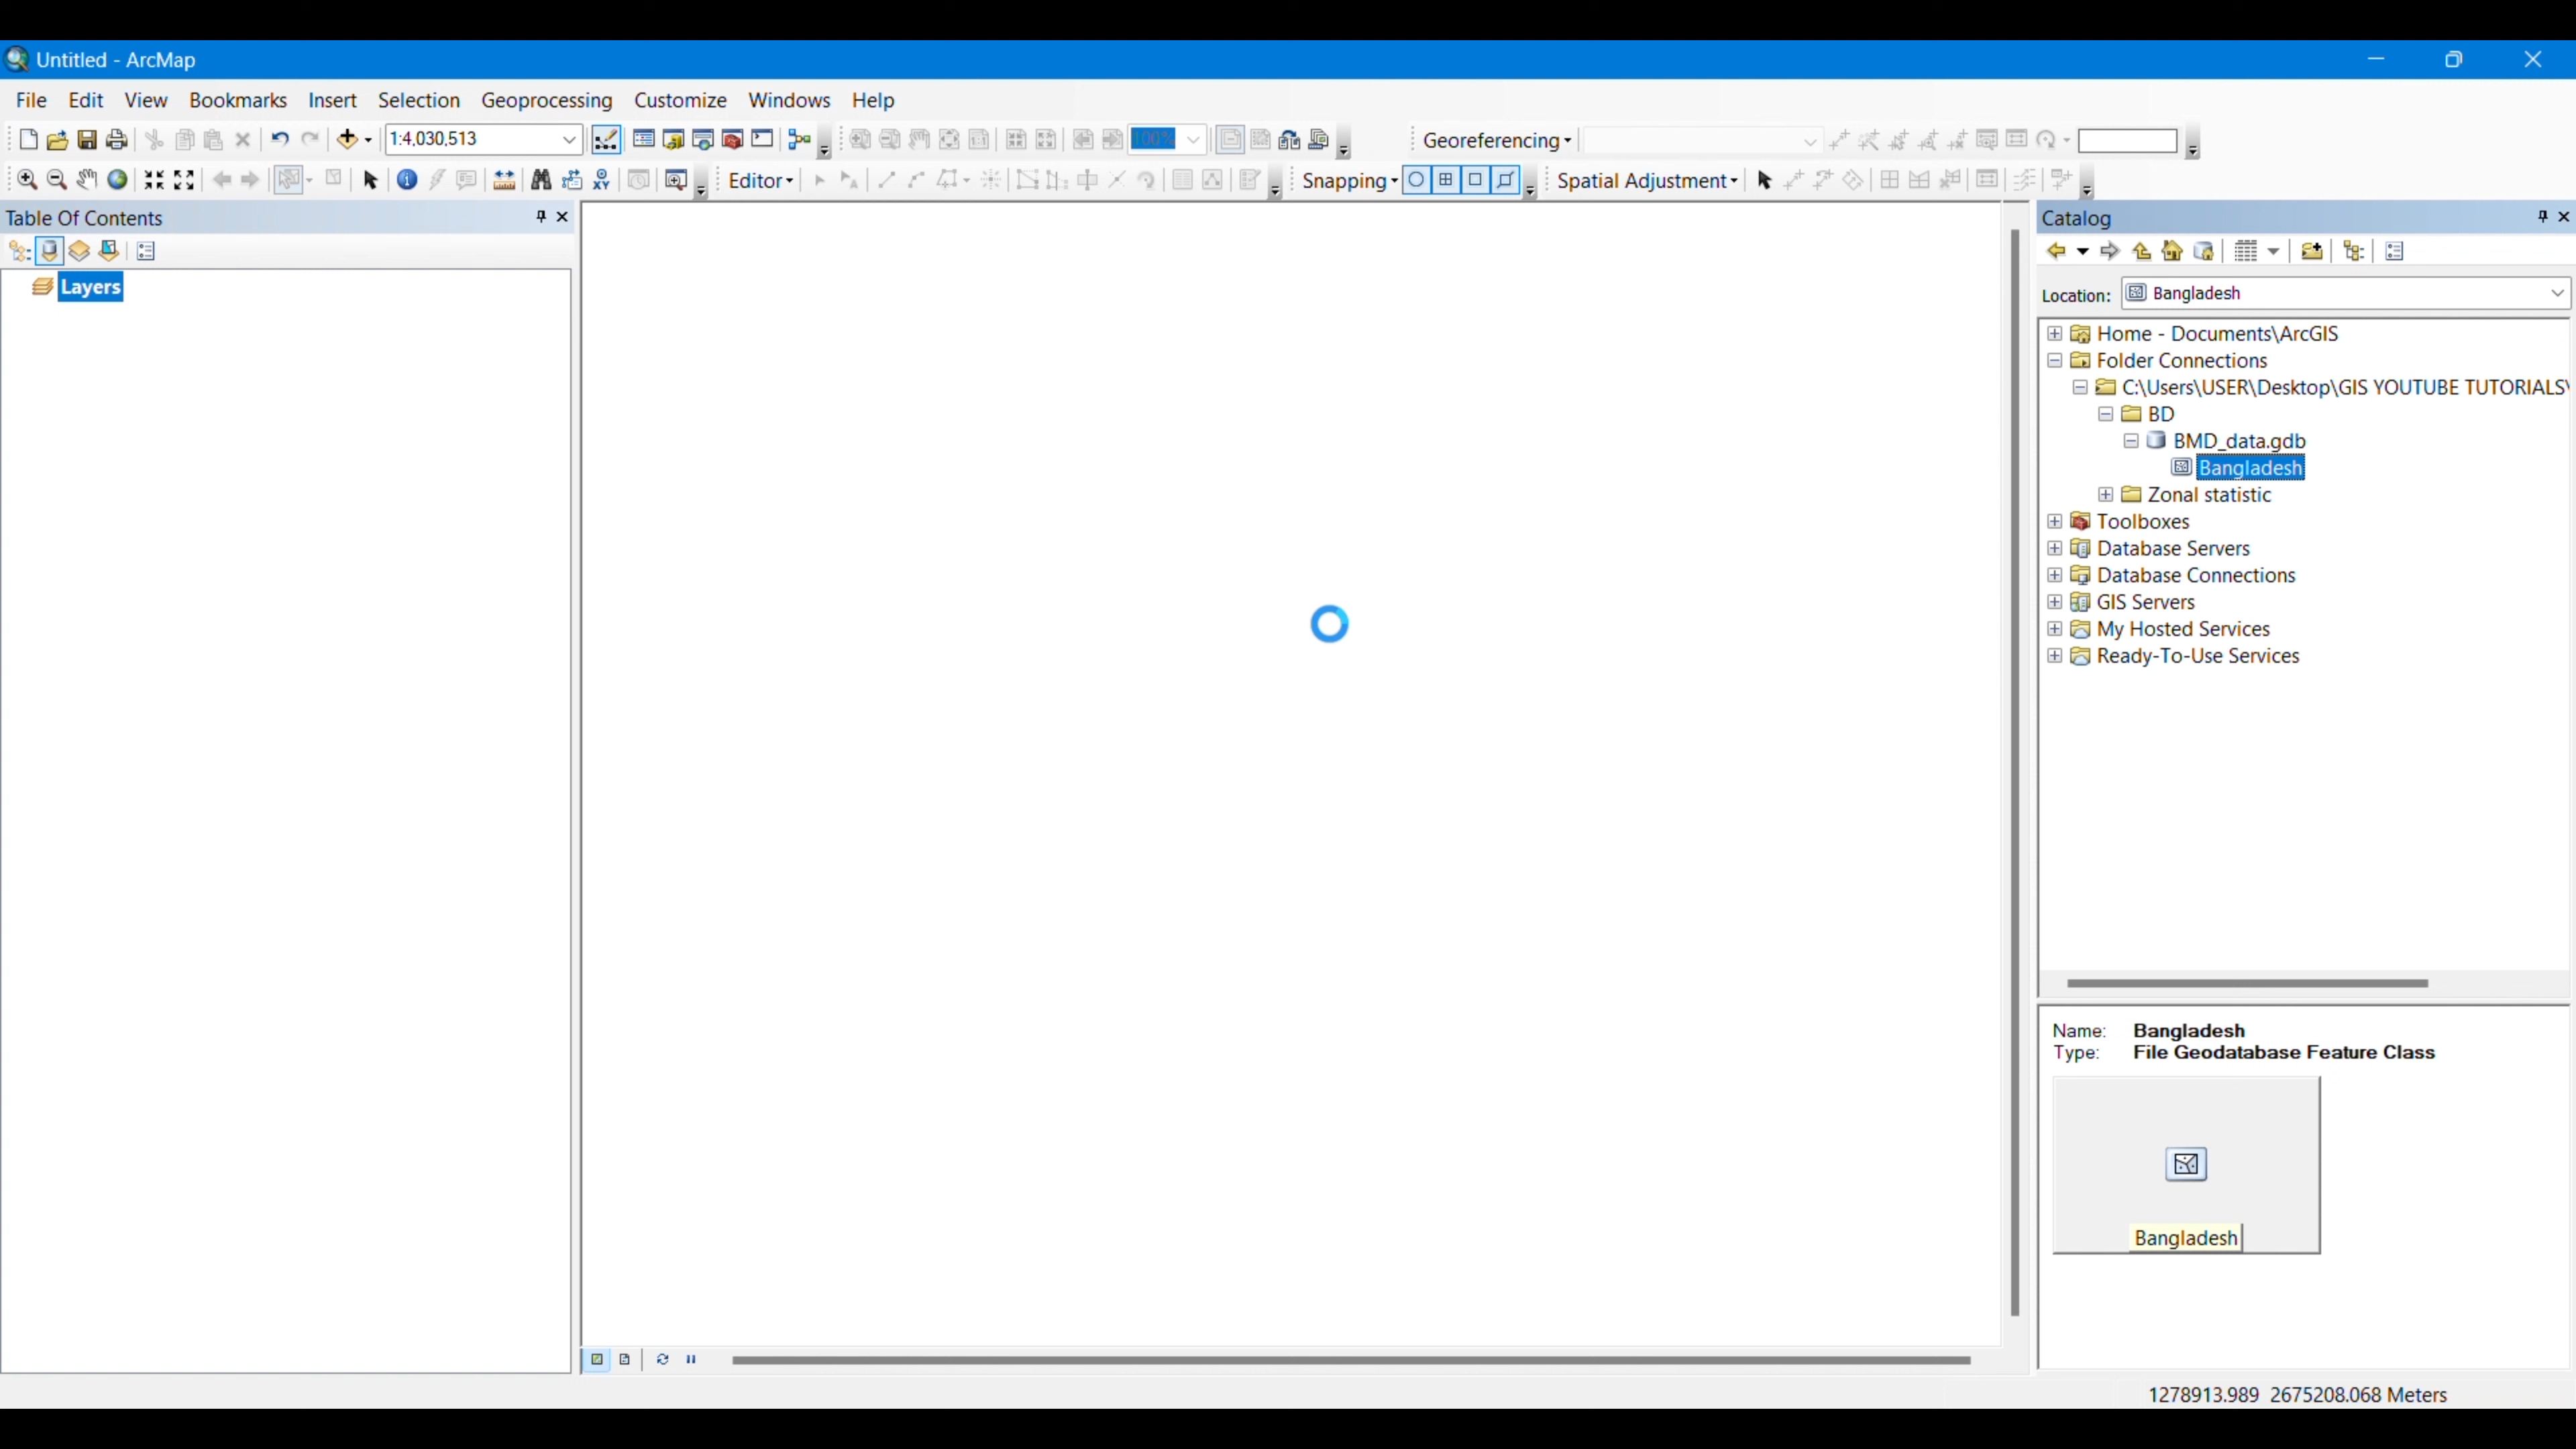 Untitled - ArcMap
File Edit View Bookmarks Insert Selection Geoprocessing Customize Windows Help
1:4,030,513 100% Georeferencing
Editor Snapping Spatial Adjustment
Table Of Contents
Layers
Catalog
Location: Bangladesh
Home - Documents\ArcGIS
Folder Connections
C:\Users\USER\Desktop\GIS YOUTUBE TUTORIALS\
BD
BMD_data.gdb
Bangladesh
Zonal statistic
Toolboxes
Database Servers
Database Connections
GIS Servers
My Hosted Services
Ready-To-Use Services
Name: Bangladesh
Type: File Geodatabase Feature Class
Bangladesh
1278913.989 2675208.068 Meters